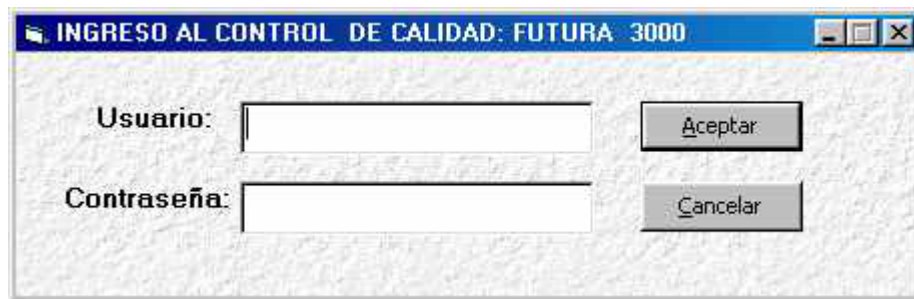 INGRESO AL CONTROL DE CALIDAD: FUTURA 3000
Usuario:
Aceptar
Contraseña:
Cancelar